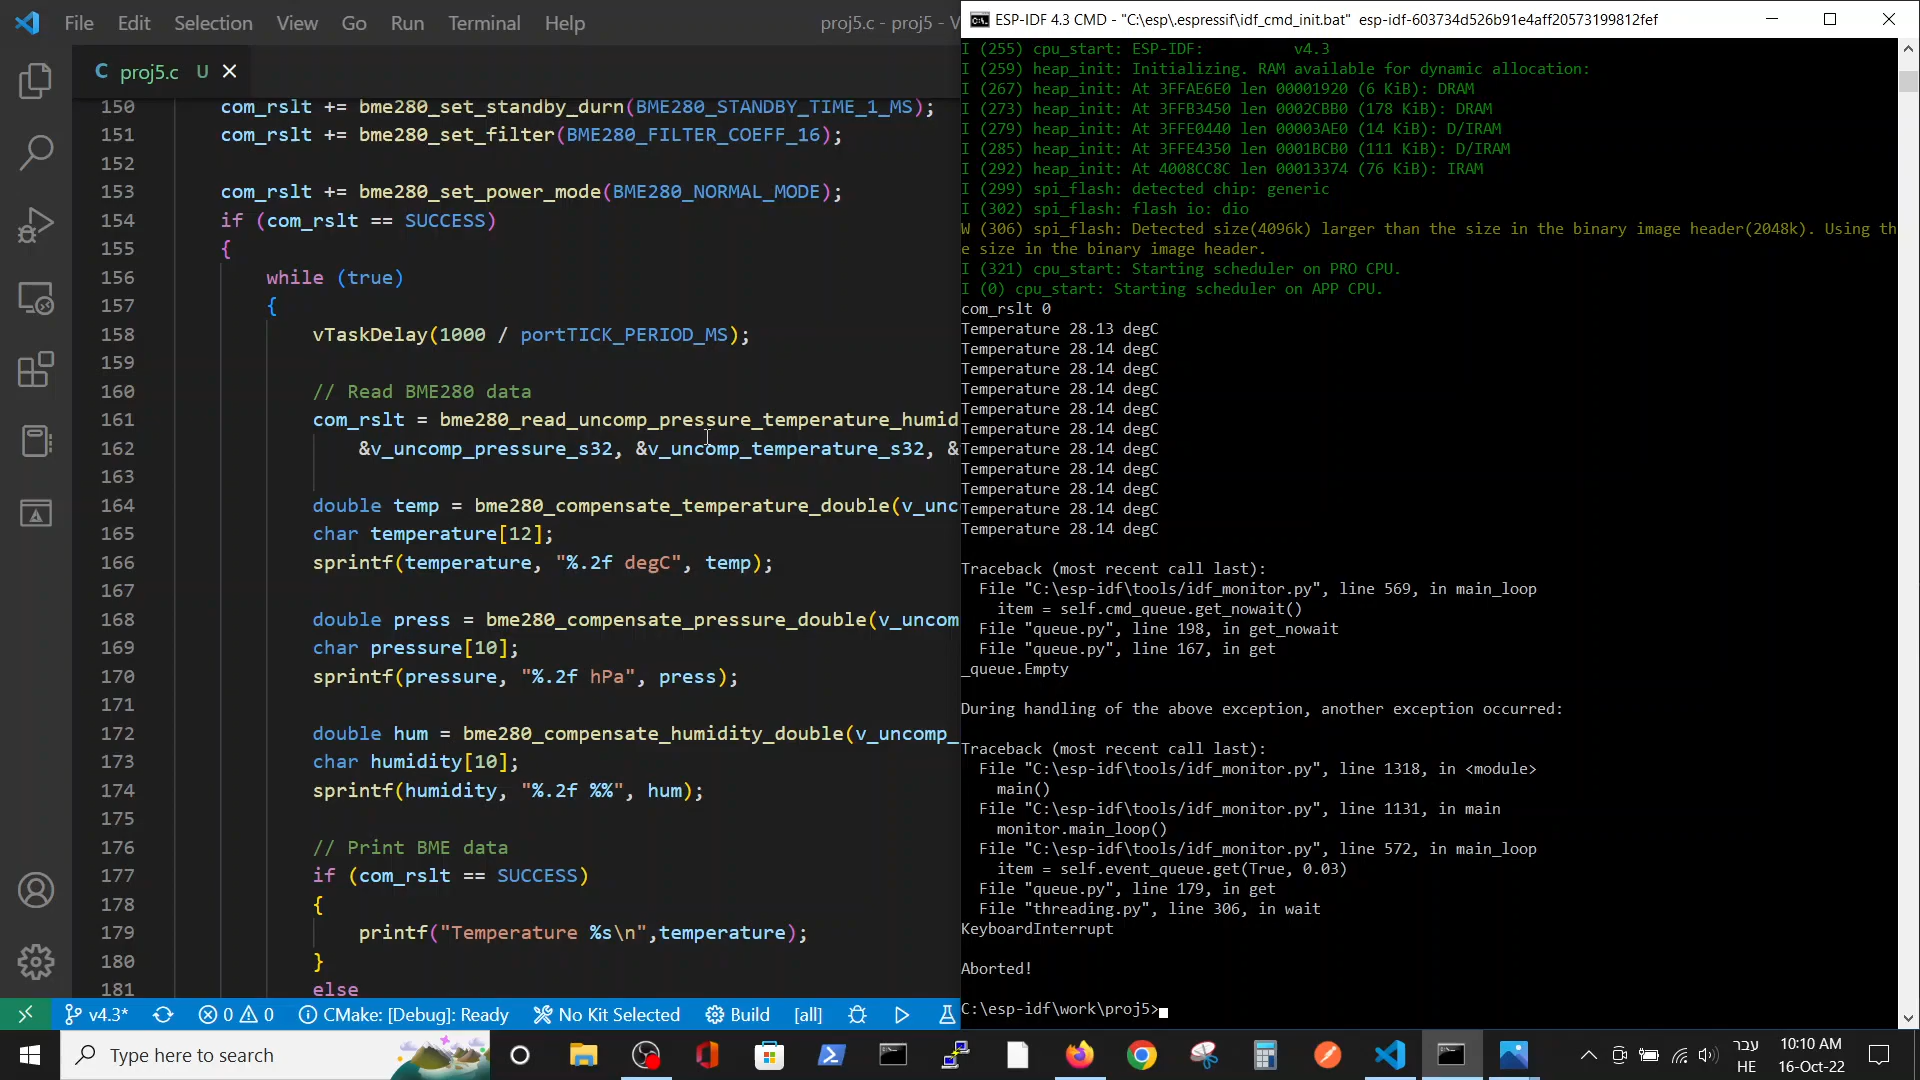 File Edit Selection View Go Run Terminal Help
proj5.c - proj5 - V
C proj5.c U
150 com_rslt += bme280_set_standby_durn(BME280_STANDBY_TIME_1_MS);
151 com_rslt += bme280_set_filter(BME280_FILTER_COEFF_16);
152
153 com_rslt += bme280_set_power_mode(BME280_NORMAL_MODE);
154 if (com_rslt == SUCCESS)
155 {
156 while (true)
157 {
158 vTaskDelay(1000 / portTICK_PERIOD_MS);
159
160 // Read BME280 data
161 com_rslt = bme280_read_uncomp_pressure_temperature_humid
162 &v_uncomp_pressure_s32, &v_uncomp_temperature_s32, &
163
164 double temp = bme280_compensate_temperature_double(v_unc
165 char temperature[12];
166 sprintf(temperature, "%.2f degC", temp);
167
168 double press = bme280_compensate_pressure_double(v_uncom
169 char pressure[10];
170 sprintf(pressure, "%.2f hPa", press);
171
172 double hum = bme280_compensate_humidity_double(v_uncomp_
173 char humidity[10];
174 sprintf(humidity, "%.2f %%", hum);
175
176 // Print BME data
177 if (com_rslt == SUCCESS)
178 {
179 printf("Temperature %s\n",temperature);
180 }
181 else
v4.3* 0 0 CMake: [Debug]: Ready No Kit Selected Build [all]
ESP-IDF 4.3 CMD - "C:\esp\.espressif\idf_cmd_init.bat" esp-idf-603734d526b91e4aff20573199812fef
I (255) cpu_start: ESP-IDF: v4.3
I (259) heap_init: Initializing. RAM available for dynamic allocation:
I (267) heap_init: At 3FFAE6E0 len 00001920 (6 KiB): DRAM
I (273) heap_init: At 3FFB3450 len 0002CBB0 (178 KiB): DRAM
I (279) heap_init: At 3FFE0440 len 00003AE0 (14 KiB): D/IRAM
I (285) heap_init: At 3FFE4350 len 0001BCB0 (111 KiB): D/IRAM
I (292) heap_init: At 4008CC8C len 00013374 (76 KiB): IRAM
I (299) spi_flash: detected chip: generic
I (302) spi_flash: flash io: dio
W (306) spi_flash: Detected size(4096k) larger than the size in the binary image header(2048k). Using th
e size in the binary image header.
I (321) cpu_start: Starting scheduler on PRO CPU.
I (0) cpu_start: Starting scheduler on APP CPU.
com_rslt 0
Temperature 28.13 degC
Temperature 28.14 degC
Temperature 28.14 degC
Temperature 28.14 degC
Temperature 28.14 degC
Temperature 28.14 degC
Temperature 28.14 degC
Temperature 28.14 degC
Temperature 28.14 degC
Temperature 28.14 degC
Temperature 28.14 degC
Traceback (most recent call last):
File "C:\esp-idf\tools/idf_monitor.py", line 569, in main_loop
item = self.cmd_queue.get_nowait()
File "queue.py", line 198, in get_nowait
File "queue.py", line 167, in get
_queue.Empty
During handling of the above exception, another exception occurred:
Traceback (most recent call last):
File "C:\esp-idf\tools/idf_monitor.py", line 1318, in <module>
main()
File "C:\esp-idf\tools/idf_monitor.py", line 1131, in main
monitor.main_loop()
File "C:\esp-idf\tools/idf_monitor.py", line 572, in main_loop
item = self.event_queue.get(True, 0.03)
File "queue.py", line 179, in get
File "threading.py", line 306, in wait
KeyboardInterrupt
Aborted!
C:\esp-idf\work\proj5>
Type here to search
עבר
HE
10:10 AM
16-Oct-22